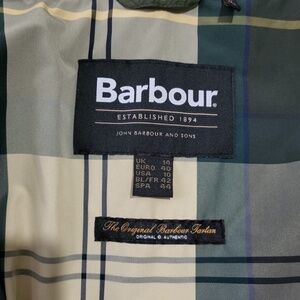 Barbour
ESTABLISHED 1894
JOHN BARBOUR AND SONS
UK 10
EURO 40
USA 10
BL/FR 42
SPA 44
The Original Barbour Tartan
ORIGINAL & AUTHENTIC